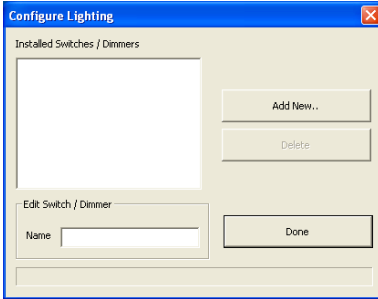 Configure Lighting
Installed Switches / Dimmers
Add New..
Delete
Edit Switch / Dimmer
Name
Done